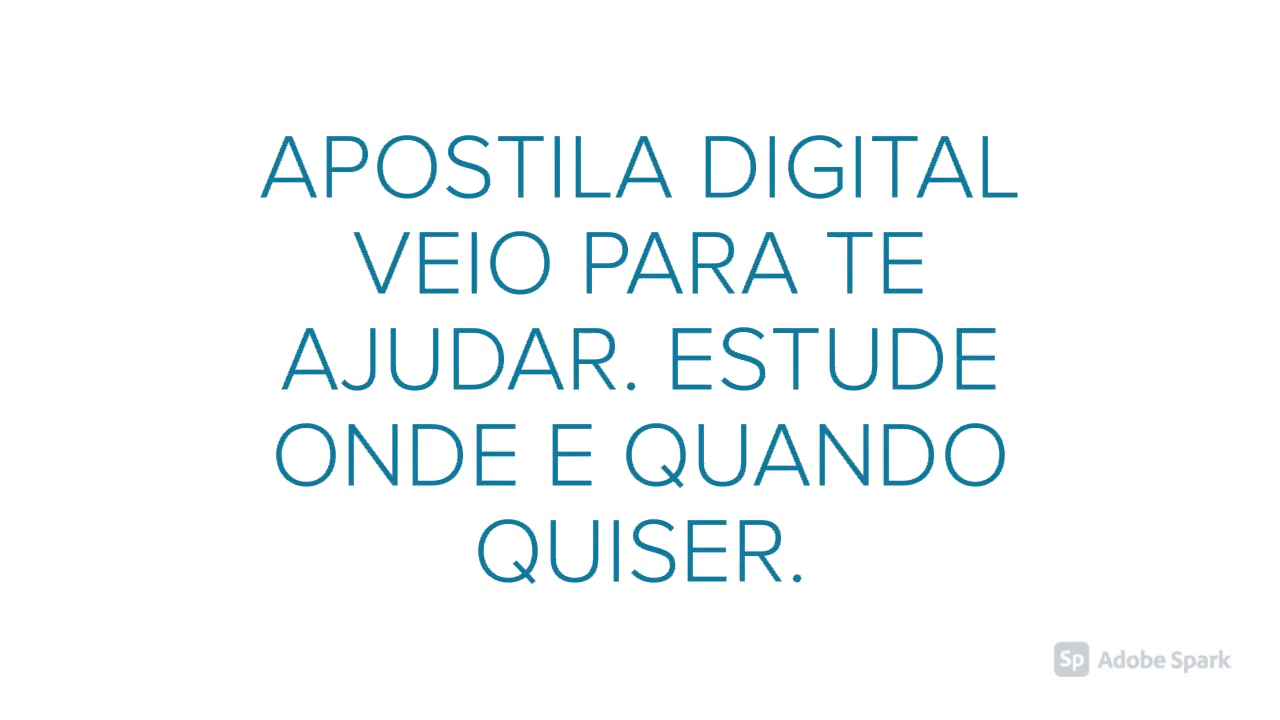 APOSTILA DIGITAL
VEIO PARA TE
AJUDAR. ESTUDE
ONDE E QUANDO
QUISER.
Sp Adobe Spark